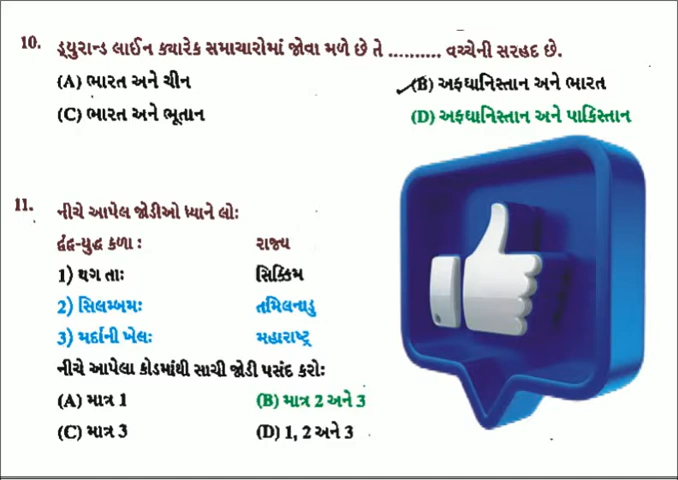 10. ડ્યુરાન્ડ લાઈન ક્યારેક સમાચારોમાં જોવા મળે છે તે .......... વચ્ચેની સરહદ છે.
(A) ભારત અને ચીન (B) અફઘાનિસ્તાન અને ભારત
(C) ભારત અને ભૂતાન (D) અફઘાનિસ્તાન અને પાકિસ્તાન
11. નીચે આપેલ જોડીઓ ધ્યાને લો:
દ્વંદ્વ-યુદ્ધ કળા : રાજ્ય
1) થગ તા: સિક્કિમ
2) સિલમ્બમ: તમિલનાડુ
3) મર્દાની ખેલ: મહારાષ્ટ્ર
નીચે આપેલા કોડમાંથી સાચી જોડી પસંદ કરો:
(A) માત્ર 1 (B) માત્ર 2 અને 3
(C) માત્ર 3 (D) 1, 2 અને 3